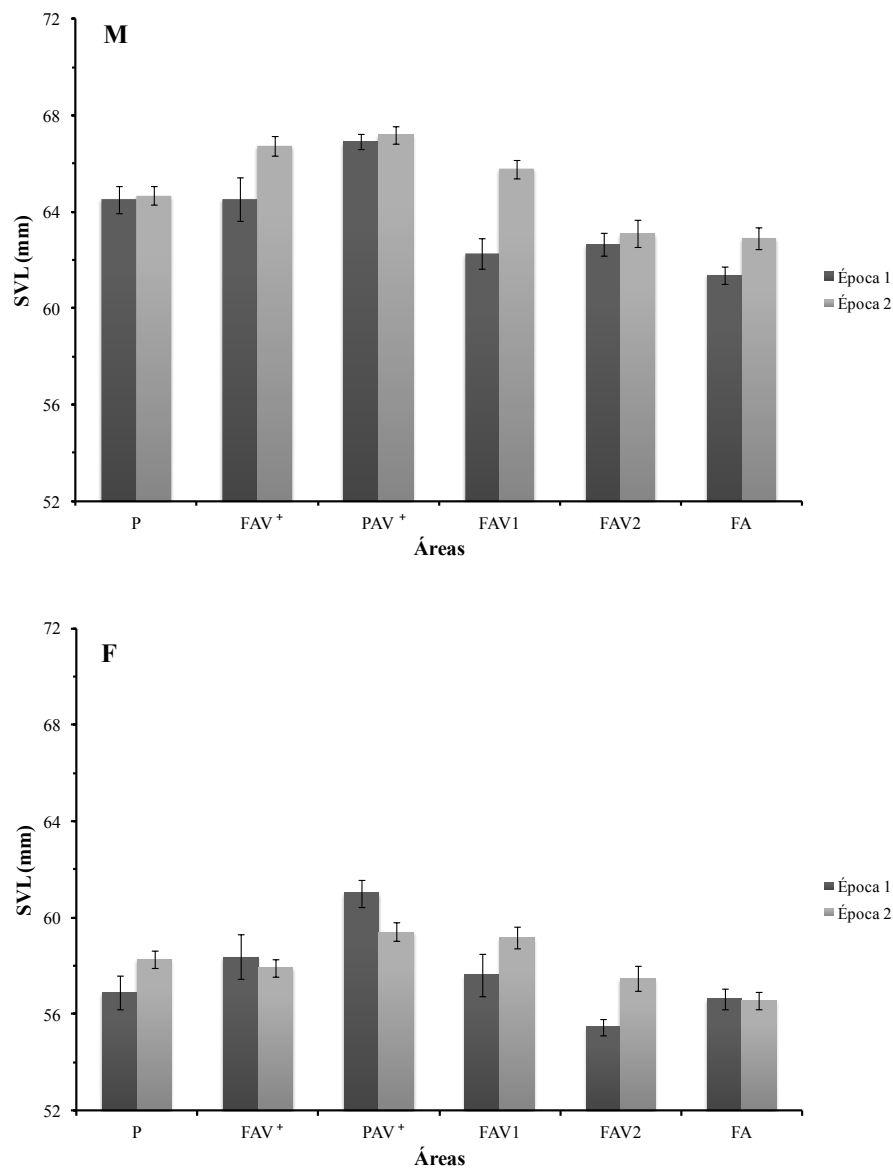 72
M
68
64
60
56
52
SVL (mm)
P FAV + PAV + FAV1 FAV2 FA
Áreas
Época 1
Época 2
72
F
68
64
60
56
52
SVL (mm)
P FAV + PAV + FAV1 FAV2 FA
Áreas
Época 1
Época 2